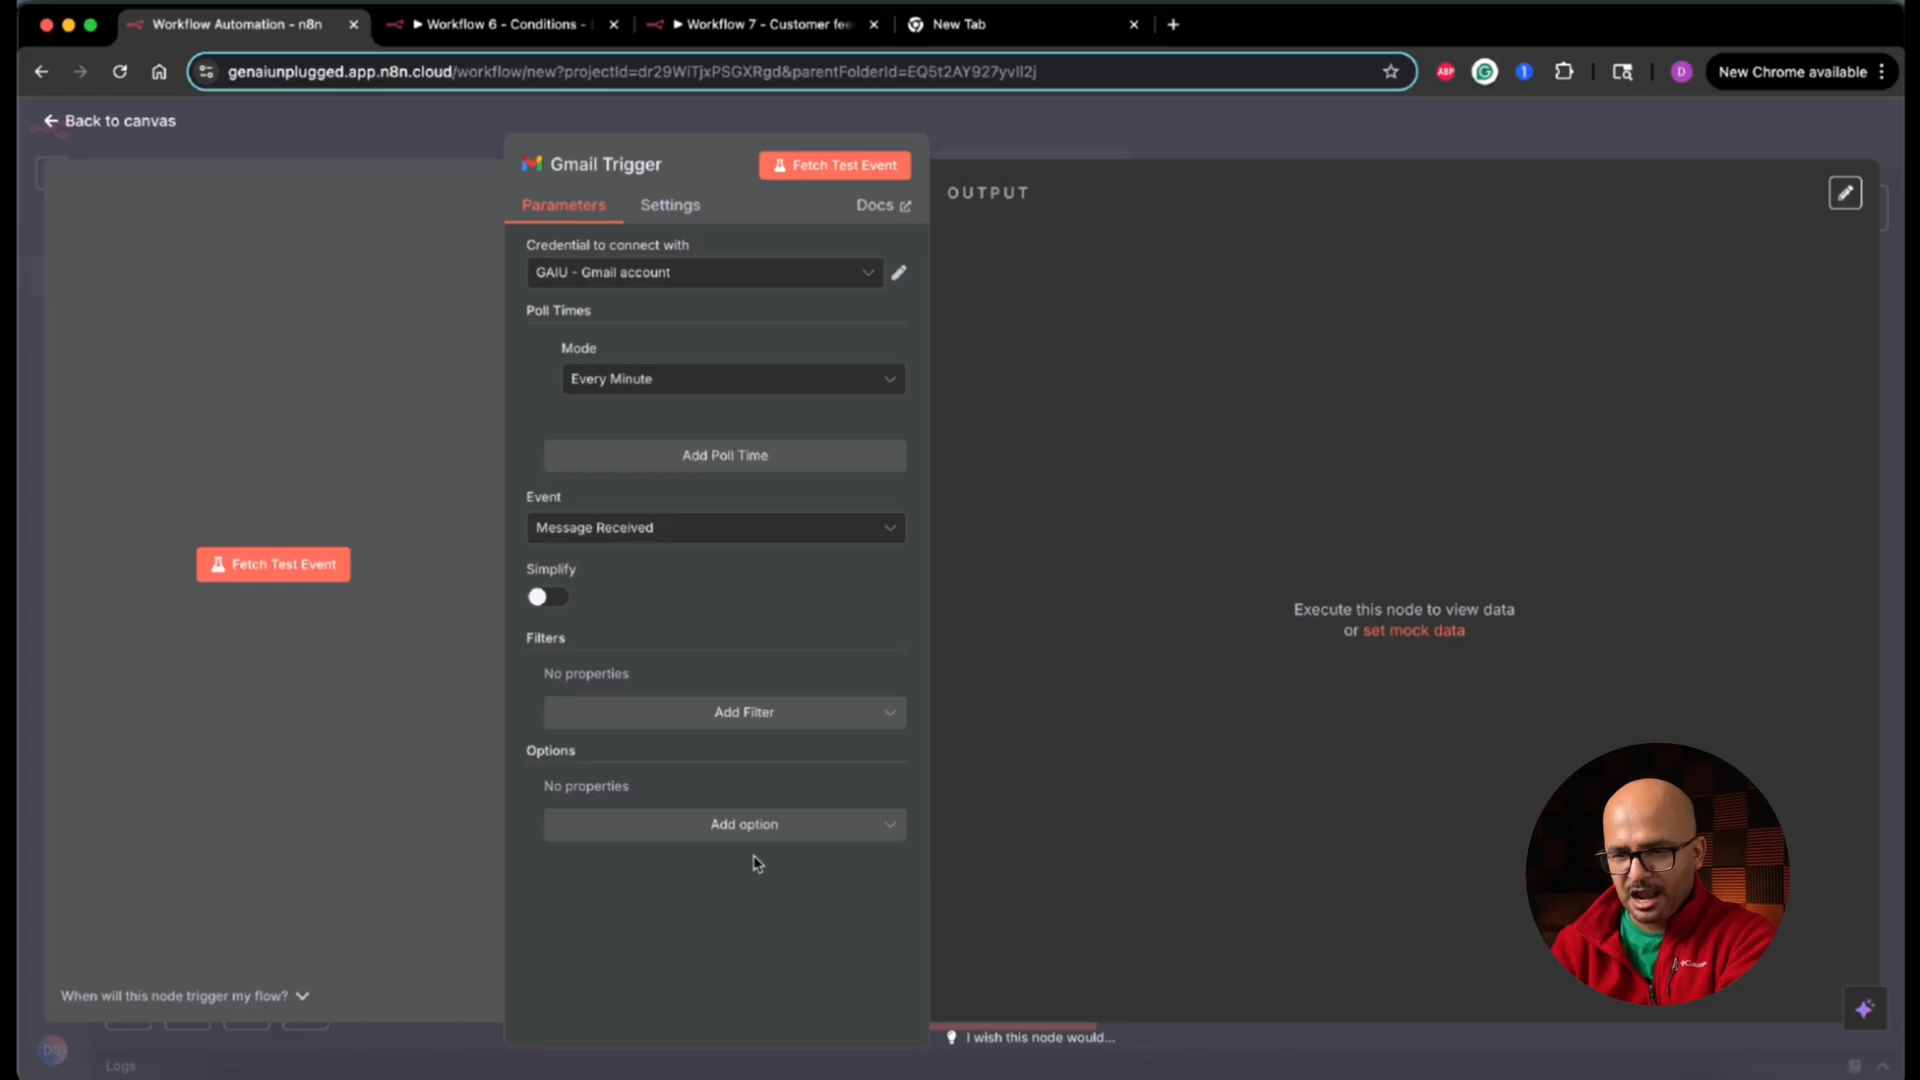 Workflow Automation - n8n
▶ Workflow 6 - Conditions -
▶ Workflow 7 - Customer fee
New Tab
genaiunplugged.app.n8n.cloud/workflow/new?projectId=dr29WiTjxPSGXRgd&parentFolderId=EQ5t2AY927yvII2j
ABP
D
New Chrome available
Back to canvas
Gmail Trigger
Fetch Test Event
OUTPUT
Parameters
Settings
Docs
Credential to connect with
GAIU - Gmail account
Poll Times
Mode
Every Minute
Add Poll Time
Event
Message Received
Fetch Test Event
Simplify
Execute this node to view data
or set mock data
Filters
No properties
Add Filter
Options
No properties
Add option
When will this node trigger my flow?
I wish this node would...
DS
Logs